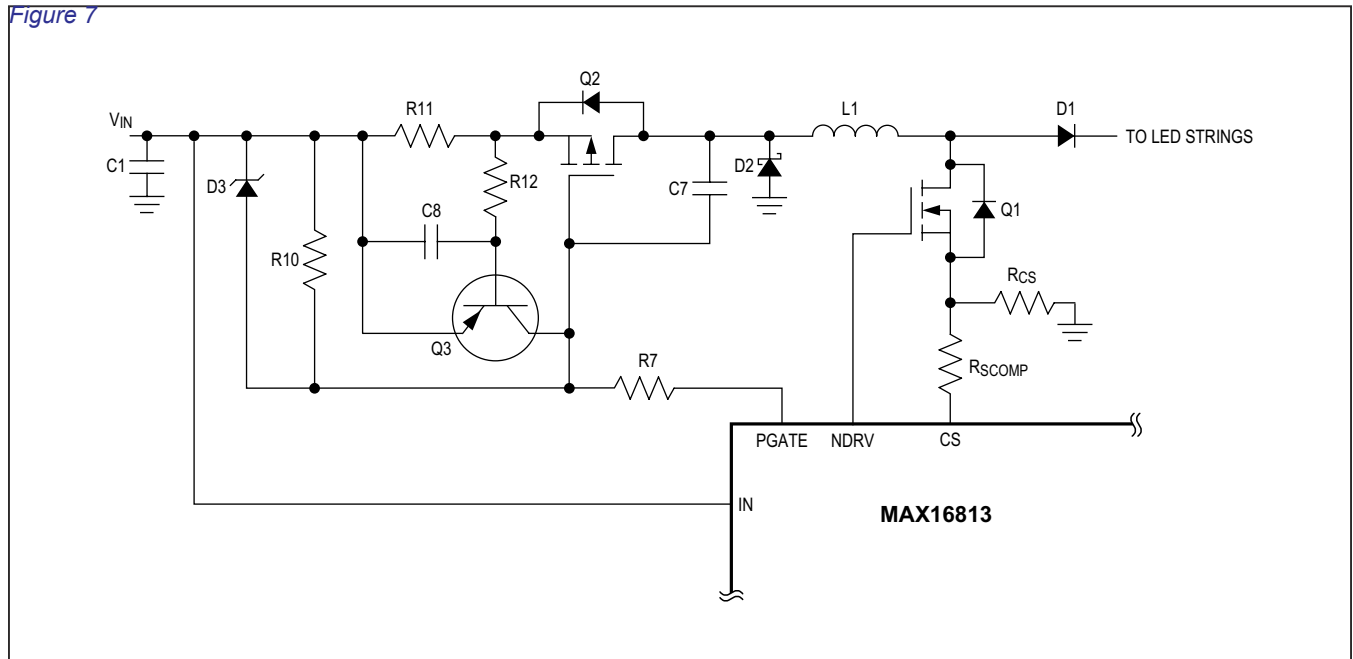 Figure 7
Q2
R11
L1
D1
VIN
TO LED STRINGS
C1
D2
D3
R12
C7
C8
Q1
R10
RCS
Q3
R7
RSCOMP
PGATE
NDRV
CS
IN
MAX16813